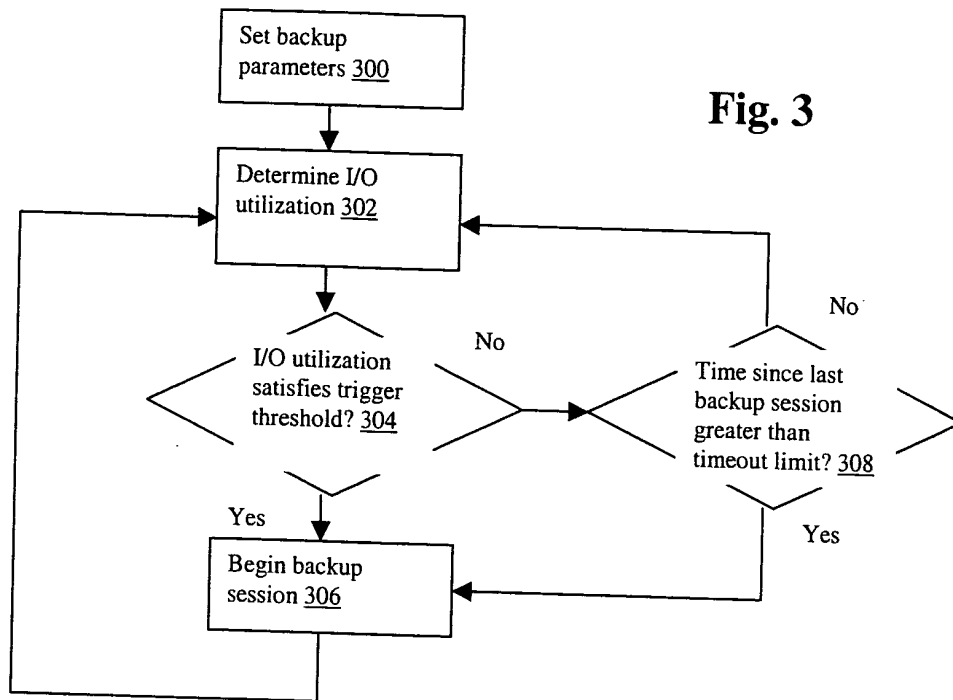 Set backup
parameters 300
Fig. 3
Determine I/O
utilization 302
No
I/O utilization
satisfies trigger
threshold? 304
No
Time since last
backup session
greater than
timeout limit? 308
Yes
Yes
Begin backup
session 306